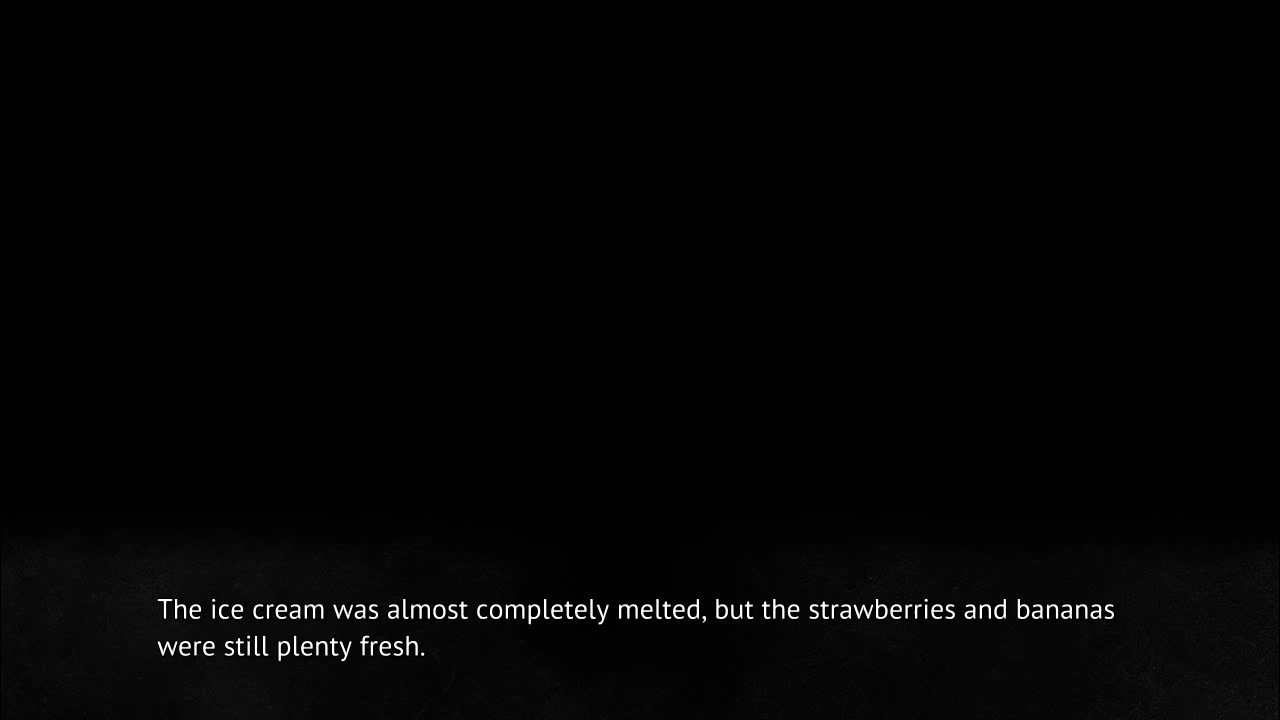 The ice cream was almost completely melted, but the strawberries and bananas
were still plenty fresh.